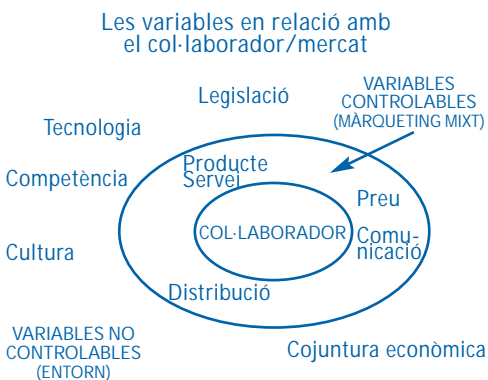 Les variables en relació amb
el col·laborador/mercat
Legislació
VARIABLES
CONTROLABLES
(MÀRQUETING MIXT)
Tecnologia
Producte
Servei
Competència
Preu
COL·LABORADOR
Comu-
nicació
Cultura
Distribució
VARIABLES NO
CONTROLABLES
(ENTORN)
Cojuntura econòmica